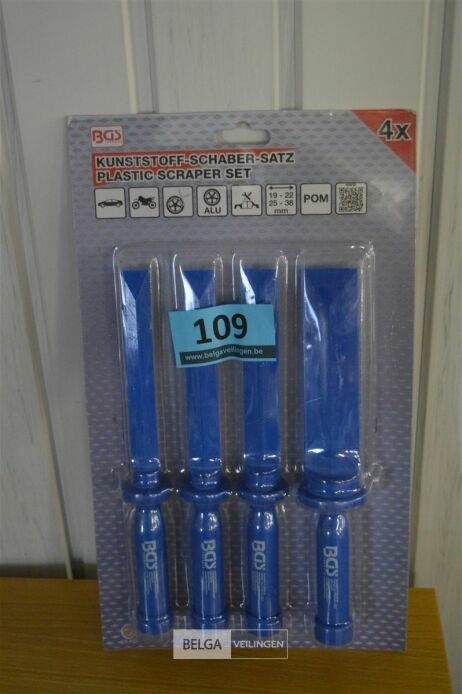 BGS
4x
KUNSTSTOFF-SCHABER-SATZ
PLASTIC SCRAPER SET
ALU
19 - 22
25 - 38
mm
POM
109
www.belgaveilingen.be
BGS
BGS
BGS
BGS
BELGA VEILINGEN